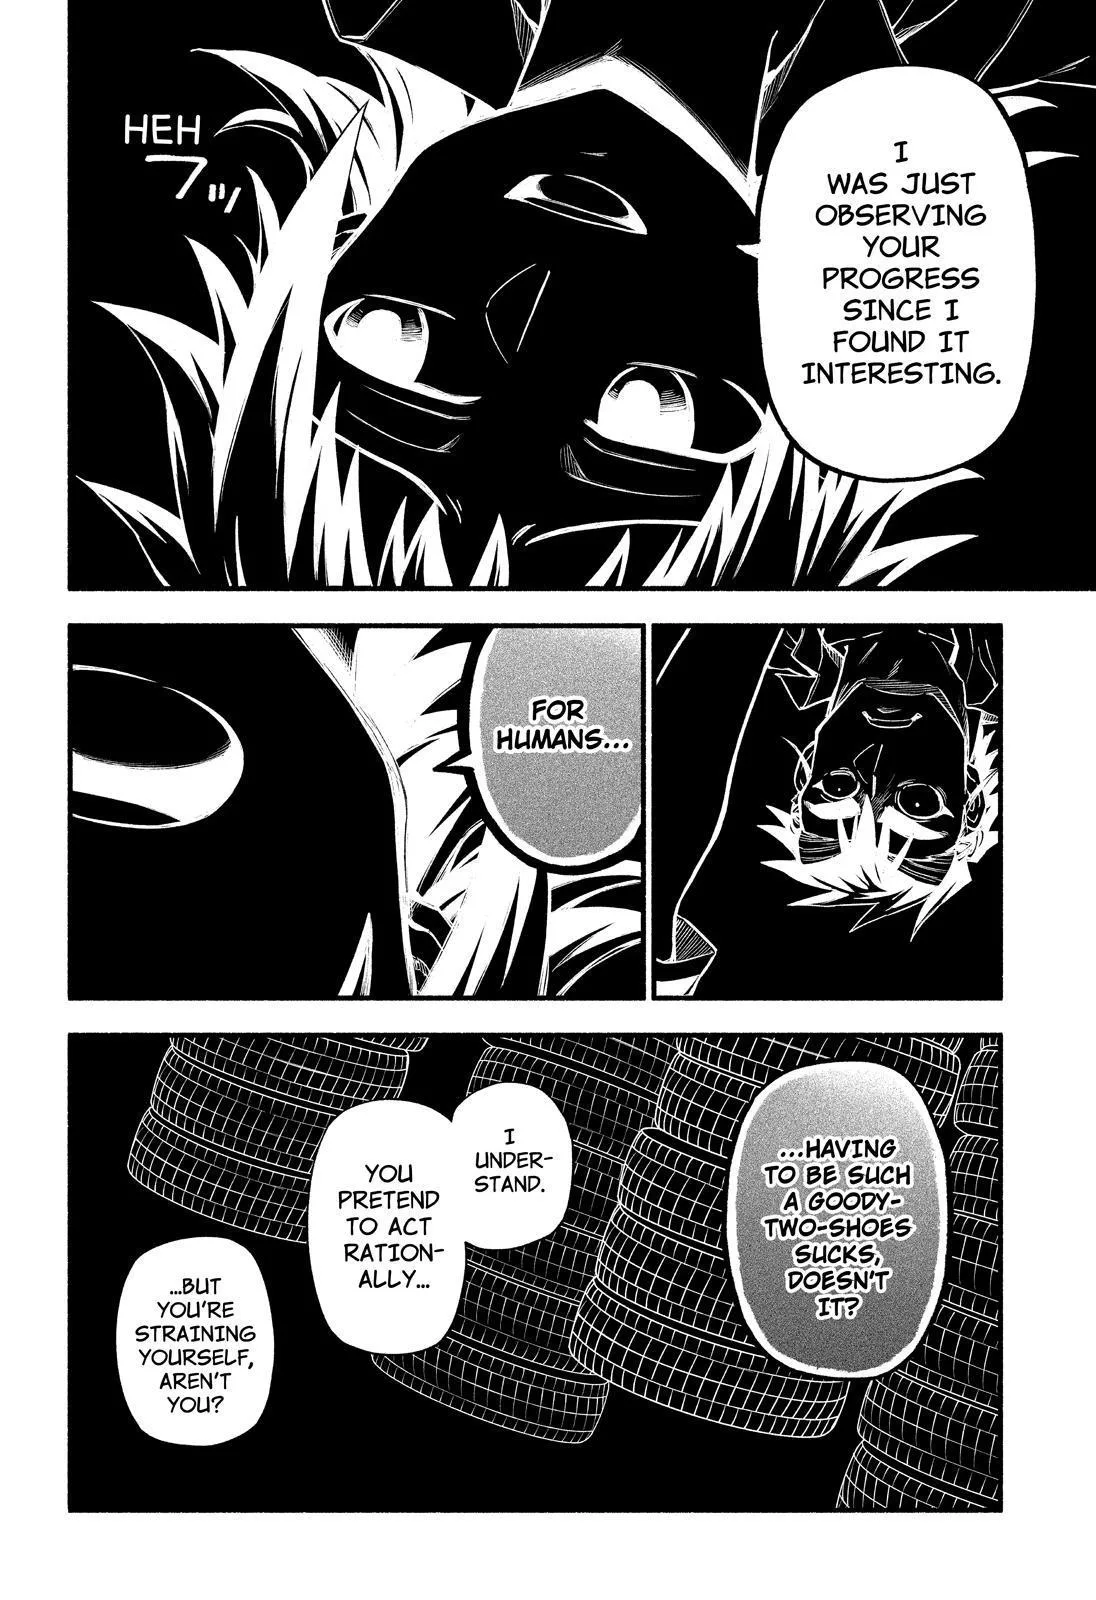 I
WAS JUST
OBSERVING
YOUR
PROGRESS
SINCE I
FOUND IT
INTERESTING.
HEH
フッ
FOR
HUMANS...
...HAVING
TO BE SUCH
A GOODY-
TWO-SHOES
SUCKS,
DOESN'T
IT?
I
UNDER-
STAND.
YOU
PRETEND
TO ACT
RATION-
ALLY...
...BUT
YOU'RE
STRAINING
YOURSELF,
AREN'T
YOU?